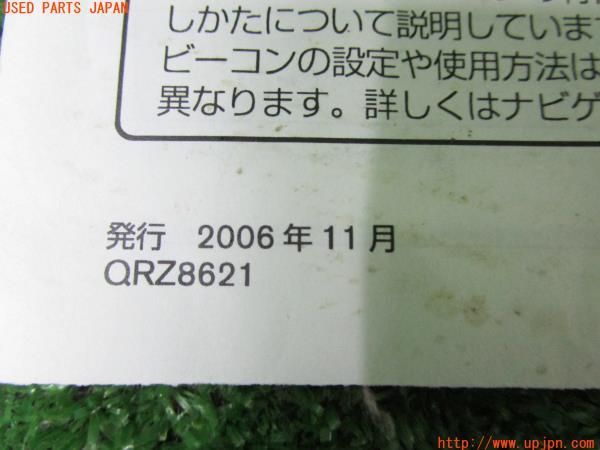 USED PARTS JAPAN
しかたについて説明していま
ビーコンの設定や使用方法は
異なります。詳しくはナビゲ
発行 2006年11月
QRZ8621
http://www.upjpn.com